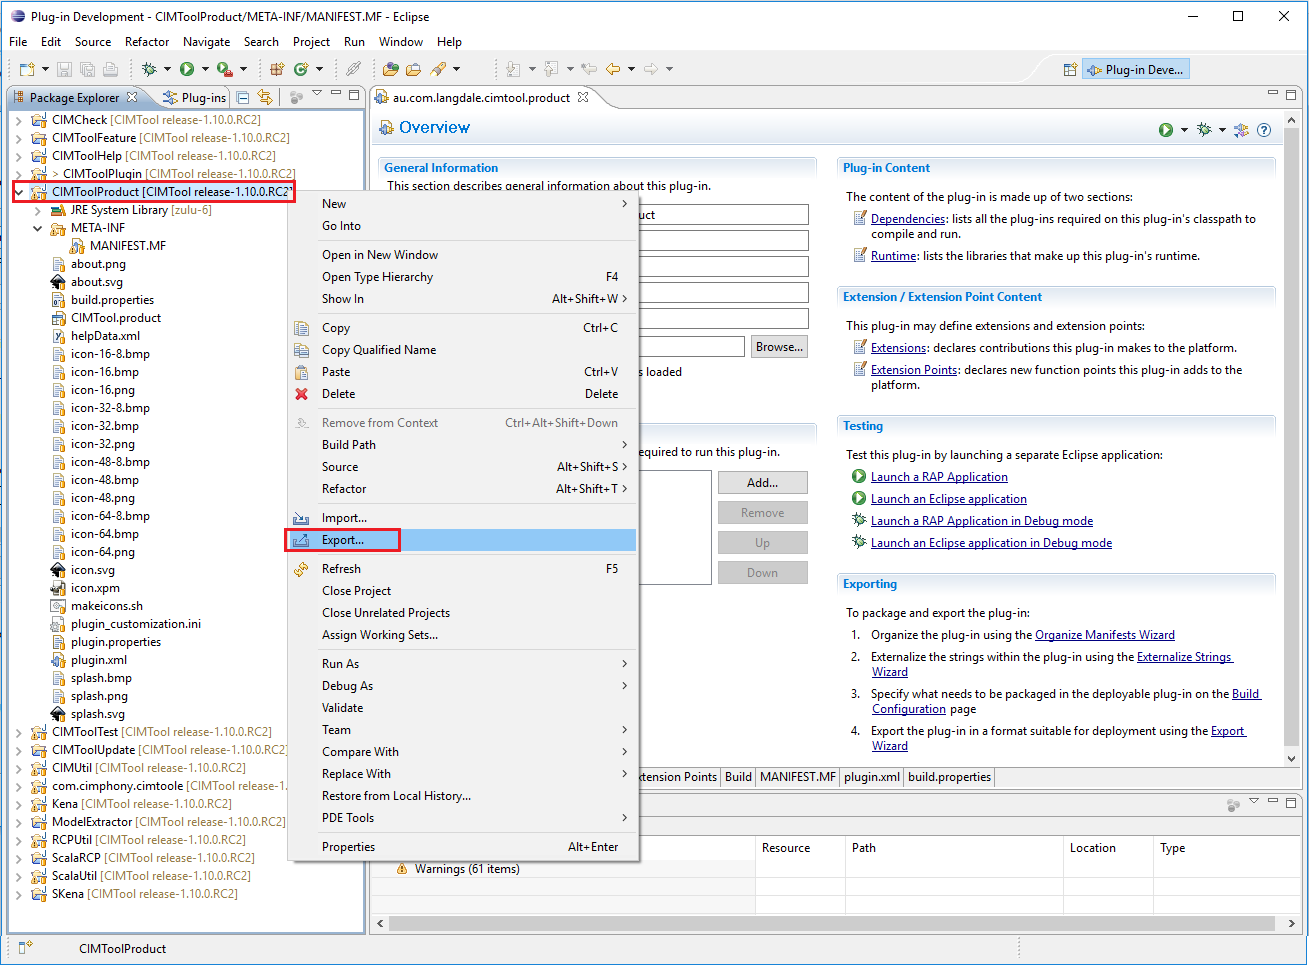 Plug-in Development - CIMToolProduct/META-INF/MANIFEST.MF - Eclipse
File Edit Source Refactor Navigate Search Project Run Window Help
Plug-in Deve...
Package Explorer Plug-ins
CIMCheck [CIMTool release-1.10.0.RC2]
CIMToolFeature [CIMTool release-1.10.0.RC2]
CIMToolHelp [CIMTool release-1.10.0.RC2]
> CIMToolPlugin [CIMTool release-1.10.0.RC2]
CIMToolProduct [CIMTool release-1.10.0.RC2]
JRE System Library [zulu-6]
META-INF
MANIFEST.MF
about.png
about.svg
build.properties
CIMTool.product
helpData.xml
icon-16-8.bmp
icon-16.bmp
icon-16.png
icon-32-8.bmp
icon-32.bmp
icon-32.png
icon-48-8.bmp
icon-48.bmp
icon-48.png
icon-64-8.bmp
icon-64.bmp
icon-64.png
icon.svg
icon.xpm
makeicons.sh
plugin_customization.ini
plugin.properties
plugin.xml
splash.bmp
splash.png
splash.svg
CIMToolTest [CIMTool release-1.10.0.RC2]
CIMToolUpdate [CIMTool release-1.10.0.RC2]
CIMUtil [CIMTool release-1.10.0.RC2]
com.cimphony.cimtoole [CIMTool release-1.
Kena [CIMTool release-1.10.0.RC2]
ModelExtractor [CIMTool release-1.10.0.RC2]
RCPUtil [CIMTool release-1.10.0.RC2]
ScalaRCP [CIMTool release-1.10.0.RC2]
ScalaUtil [CIMTool release-1.10.0.RC2]
SKena [CIMTool release-1.10.0.RC2]
New
Go Into
Open in New Window
Open Type Hierarchy F4
Show In Alt+Shift+W >
Copy Ctrl+C
Copy Qualified Name
Paste Ctrl+V
Delete Delete
Remove from Context Ctrl+Alt+Shift+Down
Build Path
Source Alt+Shift+S >
Refactor Alt+Shift+T >
Import...
Export...
Refresh F5
Close Project
Close Unrelated Projects
Assign Working Sets...
Run As
Debug As
Validate
Team
Compare With
Replace With
Restore from Local History...
PDE Tools
Properties Alt+Enter
au.com.langdale.cimtool.product
Overview
General Information
This section describes general information about this plug-in.
uct
Browse...
s loaded
equired to run this plug-in.
Add...
Remove
Up
Down
Plug-in Content
The content of the plug-in is made up of two sections:
Dependencies: lists all the plug-ins required on this plug-in's classpath to
compile and run.
Runtime: lists the libraries that make up this plug-in's runtime.
Extension / Extension Point Content
This plug-in may define extensions and extension points:
Extensions: declares contributions this plug-in makes to the platform.
Extension Points: declares new function points this plug-in adds to the
platform.
Testing
Test this plug-in by launching a separate Eclipse application:
Launch a RAP Application
Launch an Eclipse application
Launch a RAP Application in Debug mode
Launch an Eclipse application in Debug mode
Exporting
To package and export the plug-in:
1. Organize the plug-in using the Organize Manifests Wizard
2. Externalize the strings within the plug-in using the Externalize Strings
Wizard
3. Specify what needs to be packaged in the deployable plug-in on the Build
Configuration page
4. Export the plug-in in a format suitable for deployment using the Export
Wizard
xtension Points Build MANIFEST.MF plugin.xml build.properties
Resource Path Location Type
Warnings (61 items)
CIMToolProduct